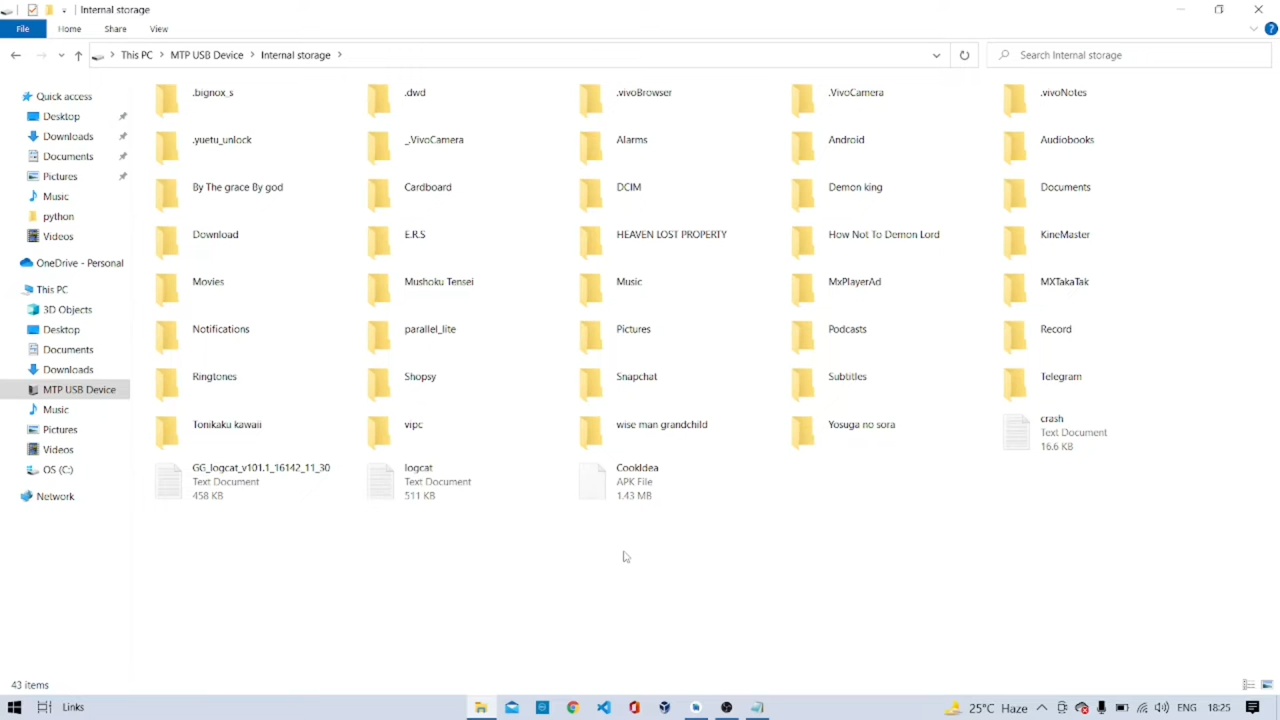 Internal storage
File
Home
Share
View
This PC
MTP USB Device
Internal storage
Search Internal storage
Quick access
Desktop
Downloads
Documents
Pictures
Music
python
Videos
OneDrive - Personal
This PC
3D Objects
Desktop
Documents
Downloads
MTP USB Device
Music
Pictures
Videos
OS (C:)
Network
.bignox_s
.dwd
.vivoBrowser
.VivoCamera
.vivoNotes
.yuetu_unlock
_.VivoCamera
Alarms
Android
Audiobooks
By The grace By god
Cardboard
DCIM
Demon king
Documents
Download
E.R.S
HEAVEN LOST PROPERTY
How Not To Demon Lord
KineMaster
Movies
Mushoku Tensei
Music
MxPlayerAd
MXTakaTak
Notifications
parallel_lite
Pictures
Podcasts
Record
Ringtones
Shopsy
Snapchat
Subtitles
Telegram
Tonikaku kawaii
vipc
wise man grandchild
Yosuga no sora
crash
Text Document
16.6 KB
GG_logcat_v101.1_16142_11_30
Text Document
458 KB
logcat
Text Document
511 KB
CookIdea
APK File
1.43 MB
43 items
Links
25°C Haze
ENG
18:25